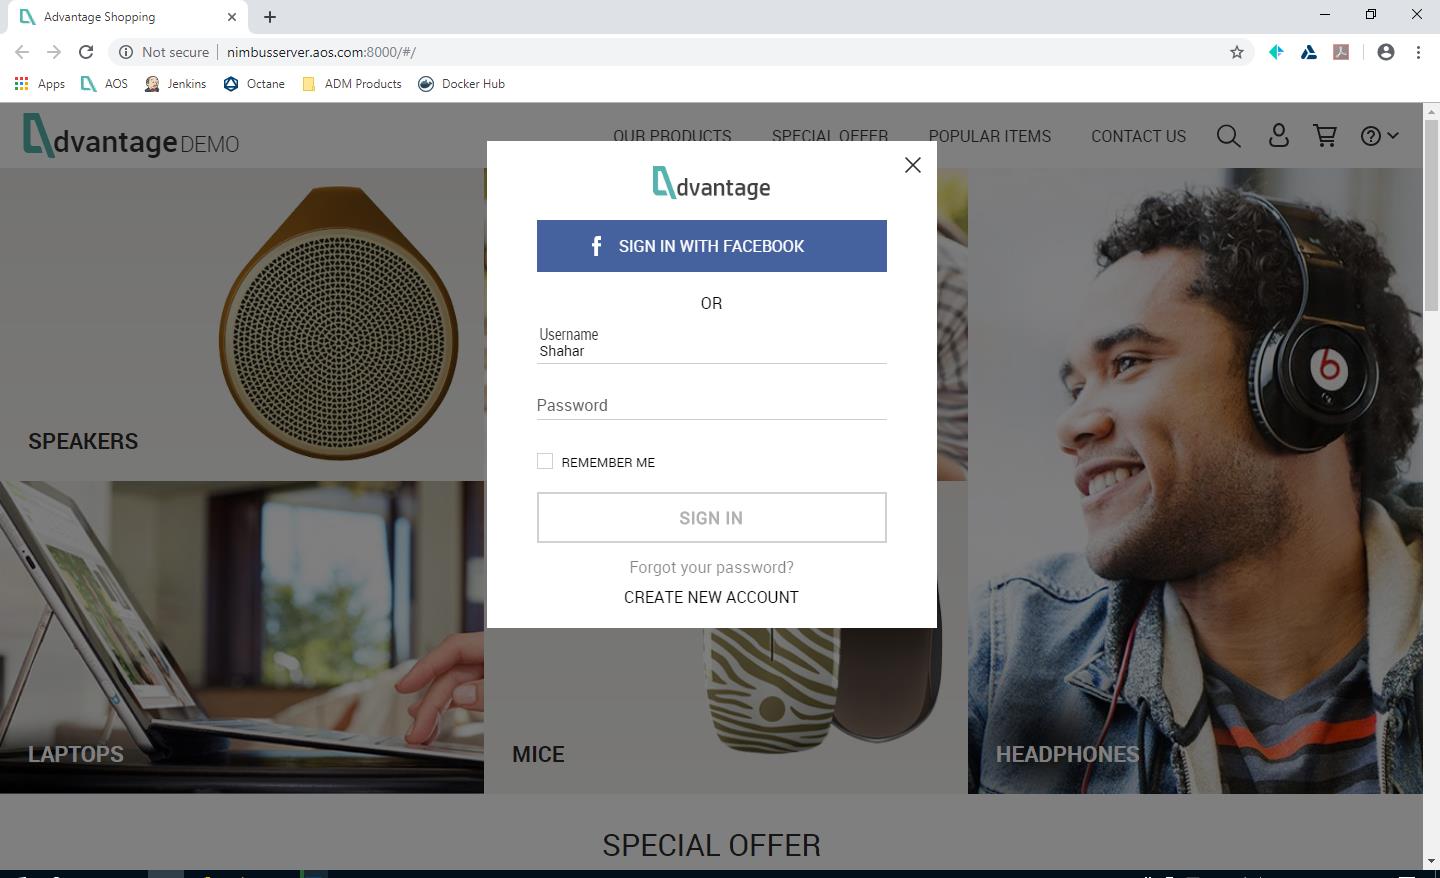 Advantage Shopping
Not secure
nimbusserver.aos.com:8000/#/
Apps
AOS
Jenkins
Octane
ADM Products
Docker Hub
dvantage DEMO
OUR PRODUCTS
SPECIAL OFFER
POPULAR ITEMS
CONTACT US
dvantage
f SIGN IN WITH FACEBOOK
OR
Username
Shahar
Password
REMEMBER ME
SIGN IN
Forgot your password?
CREATE NEW ACCOUNT
SPEAKERS
b
LAPTOPS
MICE
HEADPHONES
SPECIAL OFFER